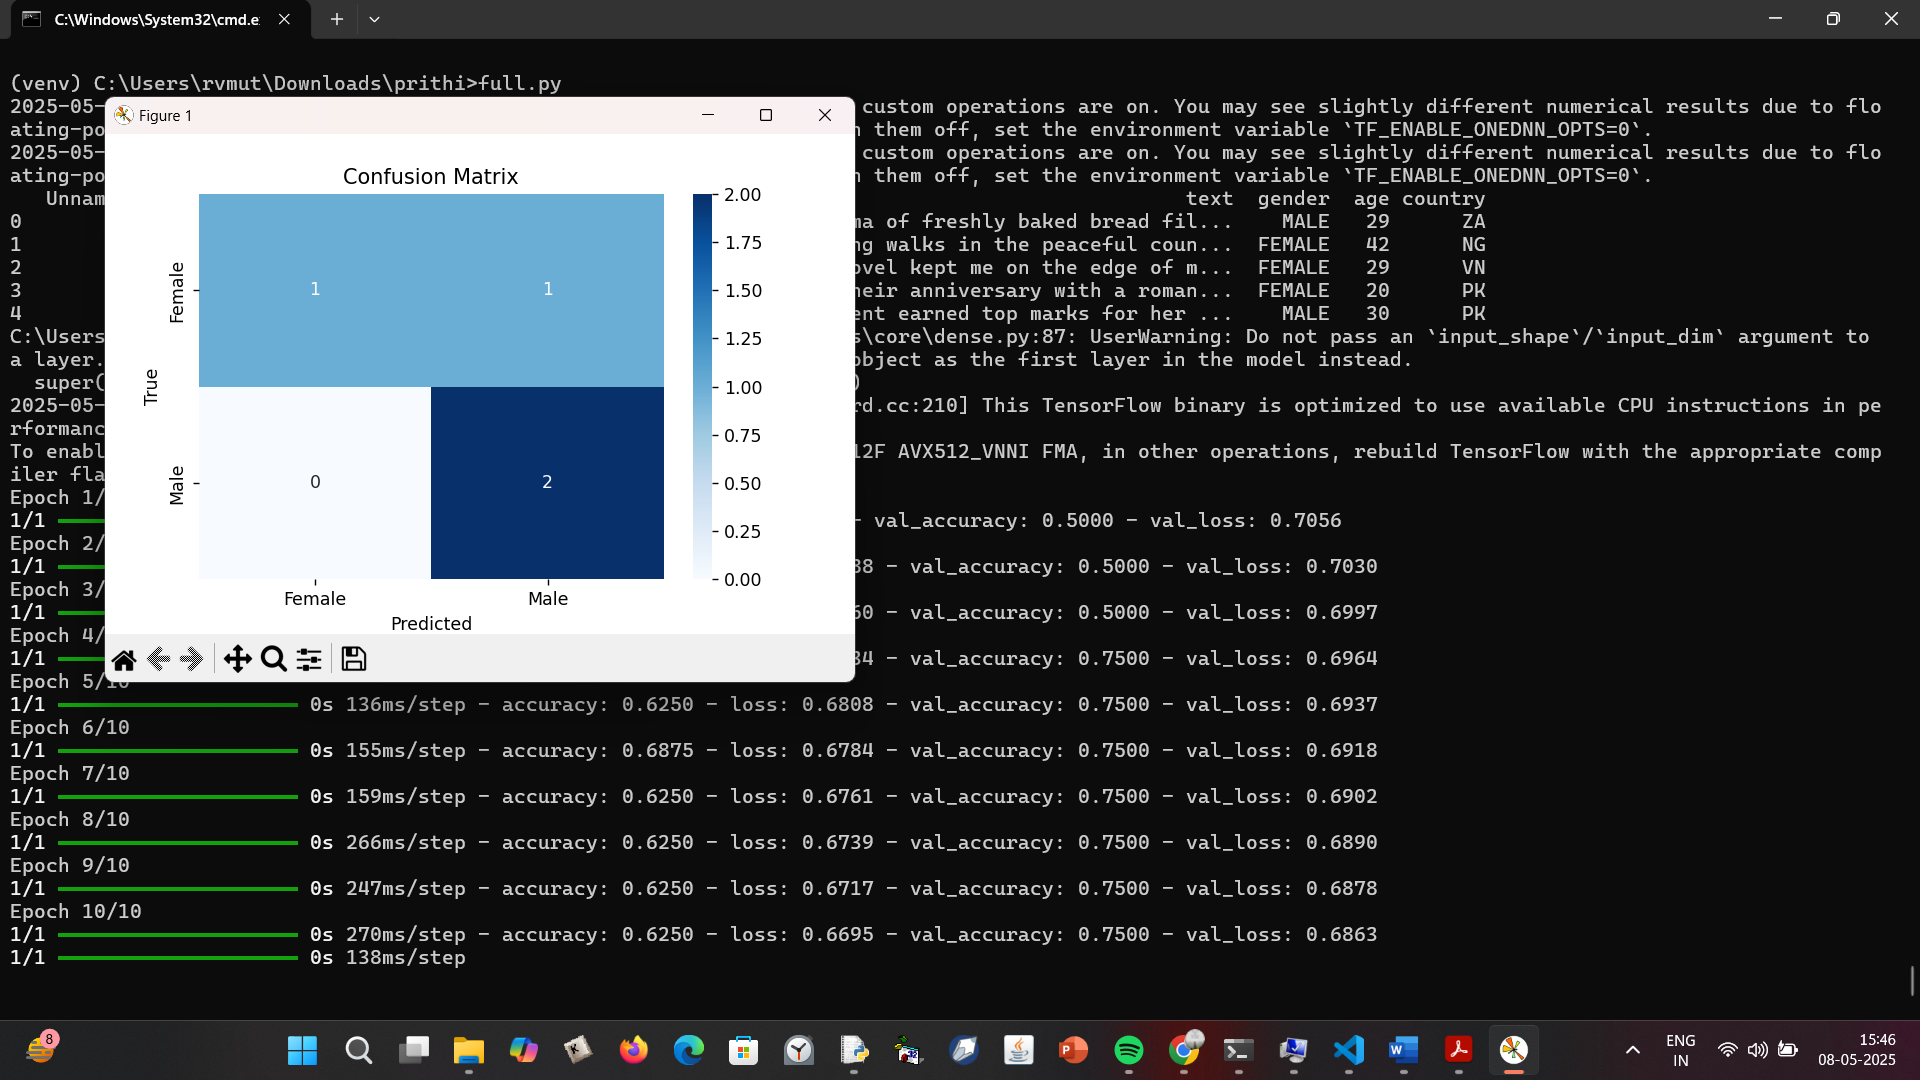 C:\Windows\System32\cmd.e
(venv) C:\Users\rvmut\Downloads\prithi>full.py
2025-05- custom operations are on. You may see slightly different numerical results due to flo
ating-po them off, set the environment variable `TF_ENABLE_ONEDNN_OPTS=0`.
2025-05- custom operations are on. You may see slightly different numerical results due to flo
ating-po them off, set the environment variable `TF_ENABLE_ONEDNN_OPTS=0`.
Unnam text gender age country
0 ma of freshly baked bread fil... MALE 29 ZA
1 ng walks in the peaceful coun... FEMALE 42 NG
2 ovel kept me on the edge of m... FEMALE 29 VN
3 heir anniversary with a roman... FEMALE 20 PK
4 ent earned top marks for her ... MALE 30 PK
C:\Users s\core\dense.py:87: UserWarning: Do not pass an `input_shape`/`input_dim` argument to
a layer. object as the first layer in the model instead.
super( )
2025-05- rd.cc:210] This TensorFlow binary is optimized to use available CPU instructions in pe
rformanc
To enabl 12F AVX512_VNNI FMA, in other operations, rebuild TensorFlow with the appropriate comp
iler fla
Epoch 1/
1/1 - val_accuracy: 0.5000 - val_loss: 0.7056
Epoch 2/
1/1 38 - val_accuracy: 0.5000 - val_loss: 0.7030
Epoch 3/
1/1 60 - val_accuracy: 0.5000 - val_loss: 0.6997
Epoch 4/
1/1 34 - val_accuracy: 0.7500 - val_loss: 0.6964
Epoch 5/10
1/1 0s 136ms/step - accuracy: 0.6250 - loss: 0.6808 - val_accuracy: 0.7500 - val_loss: 0.6937
Epoch 6/10
1/1 0s 155ms/step - accuracy: 0.6875 - loss: 0.6784 - val_accuracy: 0.7500 - val_loss: 0.6918
Epoch 7/10
1/1 0s 159ms/step - accuracy: 0.6250 - loss: 0.6761 - val_accuracy: 0.7500 - val_loss: 0.6902
Epoch 8/10
1/1 0s 266ms/step - accuracy: 0.6250 - loss: 0.6739 - val_accuracy: 0.7500 - val_loss: 0.6890
Epoch 9/10
1/1 0s 247ms/step - accuracy: 0.6250 - loss: 0.6717 - val_accuracy: 0.7500 - val_loss: 0.6878
Epoch 10/10
1/1 0s 270ms/step - accuracy: 0.6250 - loss: 0.6695 - val_accuracy: 0.7500 - val_loss: 0.6863
1/1 0s 138ms/step
Figure 1
Confusion Matrix
True
Female
Male
1 1
0 2
Female Male
Predicted
2.00
1.75
1.50
1.25
1.00
0.75
0.50
0.25
0.00
8
ENG
IN
15:46
08-05-2025